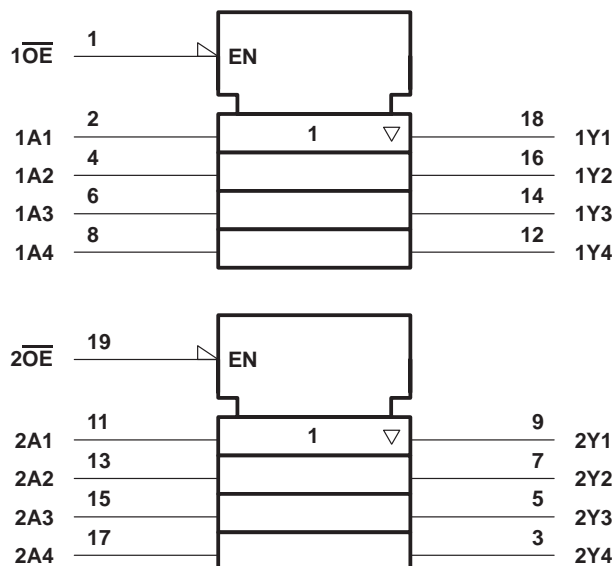 1O̅E̅ 1 EN
1A1 2 1 ▽ 18 1Y1
1A2 4 16 1Y2
1A3 6 14 1Y3
1A4 8 12 1Y4
2O̅E̅ 19 EN
2A1 11 1 ▽ 9 2Y1
2A2 13 7 2Y2
2A3 15 5 2Y3
2A4 17 3 2Y4